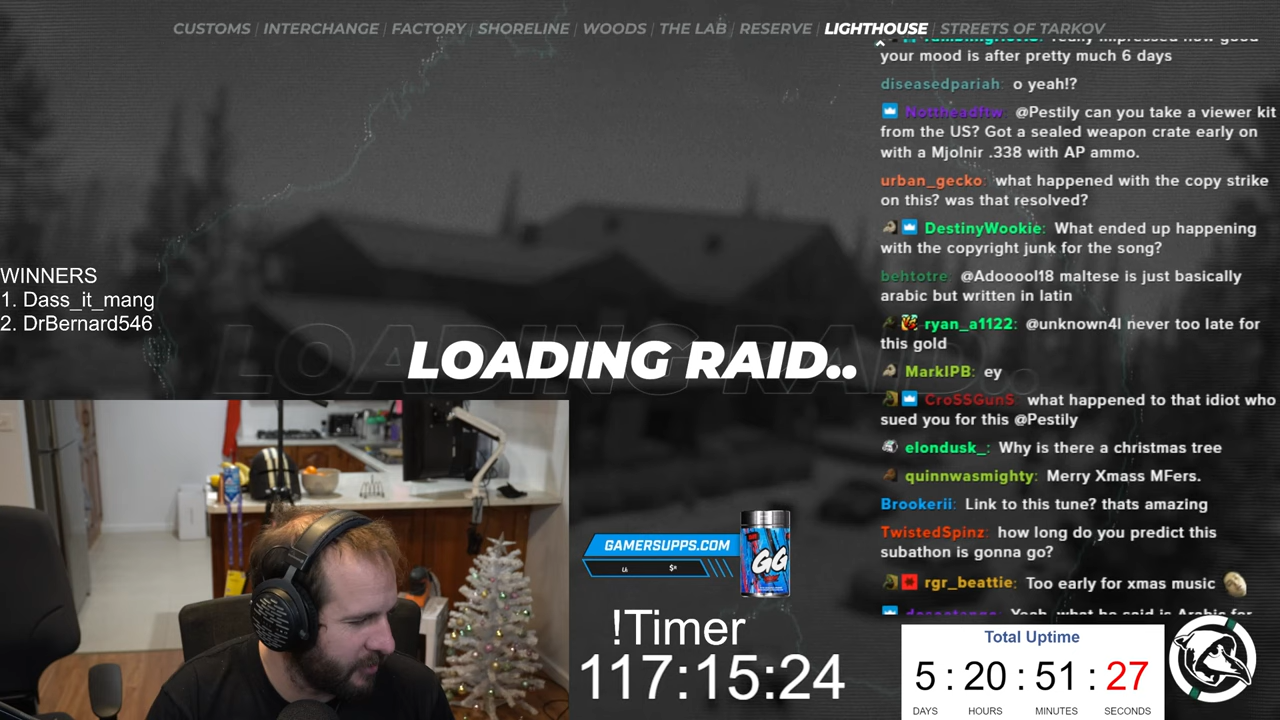 CUSTOMS / INTERCHANGE / FACTORY / SHORELINE / WOODS / THE LAB / RESERVE / LIGHTHOUSE / STREETS OF TARKOV
your mood is after pretty much 6 days
diseasedpariah: o yeah!?
Nottheadftw: @Pestily can you take a viewer kit
from the US? Got a sealed weapon crate early on
with a Mjolnir .338 with AP ammo.
urban_gecko: what happened with the copy strike
on this? was that resolved?
DestinyWookie: What ended up happening
with the copyright junk for the song?
behtotre: @Adooool18 maltese is just basically
arabic but written in latin
ryan_a1122: @unknown4l never too late for
this gold
MarkIPB: ey
CroSSGunS what happened to that idiot who
sued you for this @Pestily
elondusk_: Why is there a christmas tree
quinnwasmighty: Merry Xmass MFers.
Brookerii: Link to this tune? thats amazing
TwistedSpinz: how long do you predict this
subathon is gonna go?
rgr_beattie: Too early for xmas music
WINNERS
1. Dass_it_mang
2. DrBernard546
LOADING RAID..
GAMERSUPPS.COM
GG
!Timer
117:15:24
Total Uptime
5 : 20 : 51 : 27
DAYS HOURS MINUTES SECONDS